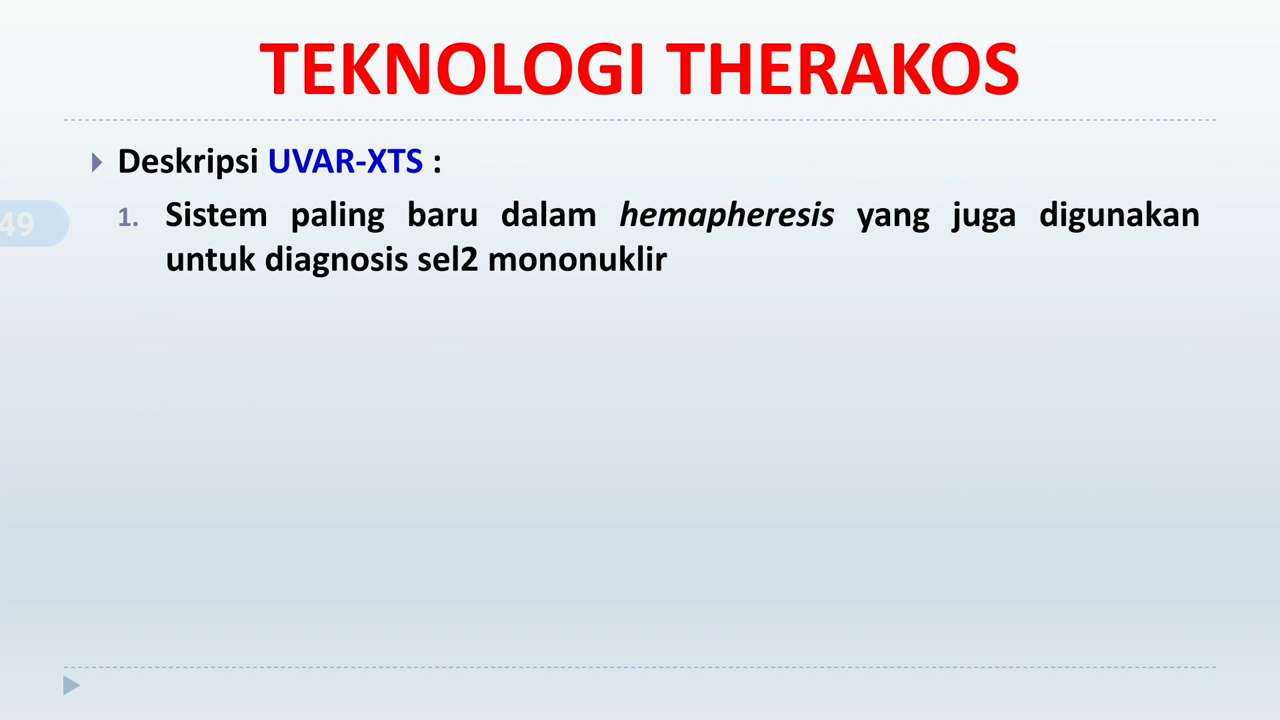 TEKNOLOGI THERAKOS
Deskripsi UVAR-XTS :
49
1. Sistem paling baru dalam hemapheresis yang juga digunakan
untuk diagnosis sel2 mononuklir